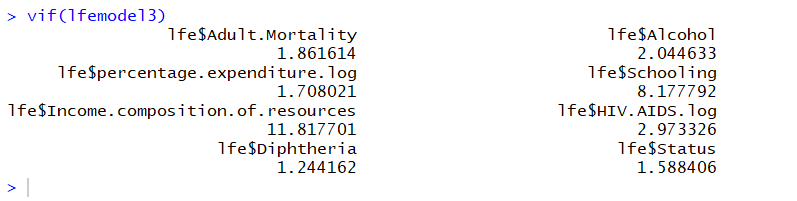 > vif(lfemodel3)
lfe$Adult.Mortality lfe$Alcohol
1.861614 2.044633
lfe$percentage.expenditure.log lfe$Schooling
1.708021 8.177792
lfe$Income.composition.of.resources lfe$HIV.AIDS.log
11.817701 2.973326
lfe$Diphtheria lfe$Status
1.244162 1.588406
>